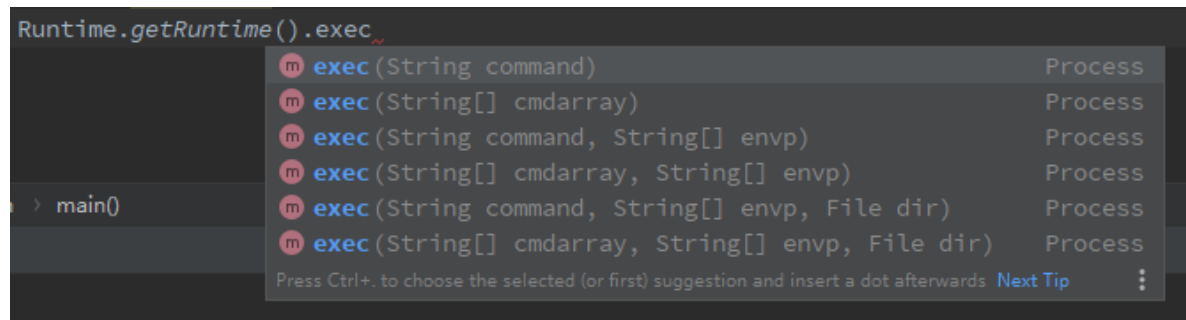 Runtime.getRuntime().exec
m exec(String command) Process
m exec(String[] cmdarray) Process
m exec(String command, String[] envp) Process
m exec(String[] cmdarray, String[] envp) Process
m exec(String command, String[] envp, File dir) Process
m exec(String[] cmdarray, String[] envp, File dir) Process
› main()
Press Ctrl+. to choose the selected (or first) suggestion and insert a dot afterwards Next Tip